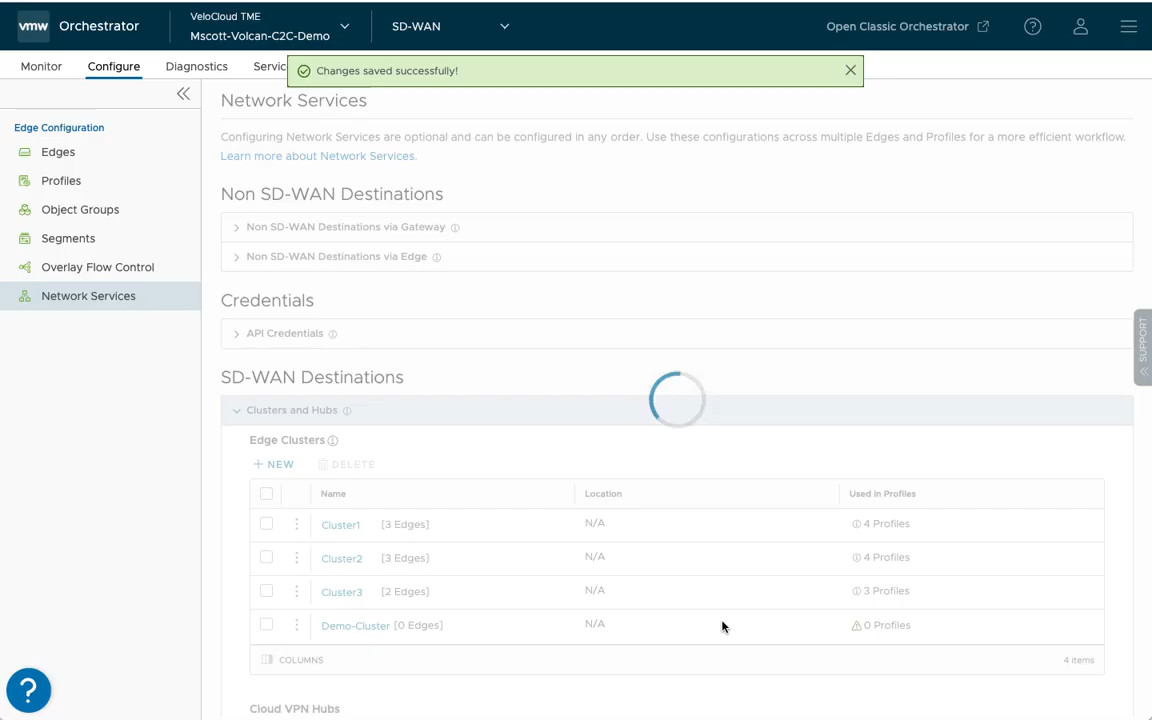 vmw Orchestrator
VeloCloud TME
Mscott-Volcan-C2C-Demo
SD-WAN
Open Classic Orchestrator
Monitor
Configure
Diagnostics
Servic
Changes saved successfully!
Edge Configuration
Edges
Profiles
Object Groups
Segments
Overlay Flow Control
Network Services
Network Services
Configuring Network Services are optional and can be configured in any order. Use these configurations across multiple Edges and Profiles for a more efficient workflow.
Learn more about Network Services.
Non SD-WAN Destinations
Non SD-WAN Destinations via Gateway
Non SD-WAN Destinations via Edge
Credentials
API Credentials
SD-WAN Destinations
Clusters and Hubs
Edge Clusters
+ NEW DELETE
Name Location Used in Profiles
Cluster1 [3 Edges] N/A 4 Profiles
Cluster2 [3 Edges] N/A 4 Profiles
Cluster3 [2 Edges] N/A 3 Profiles
Demo-Cluster [0 Edges] N/A 0 Profiles
COLUMNS 4 items
Cloud VPN Hubs
SUPPORT
?